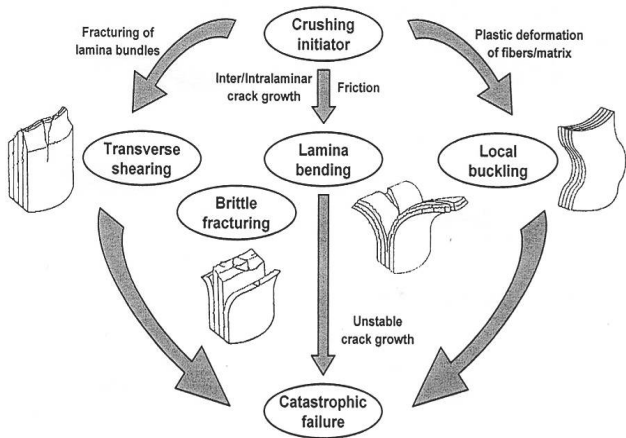 Fracturing of
lamina bundles
Crushing
initiator
Plastic deformation
of fibers/matrix
Inter/Intralaminar
crack growth
Friction
Transverse
shearing
Lamina
bending
Local
buckling
Brittle
fracturing
Unstable
crack growth
Catastrophic
failure